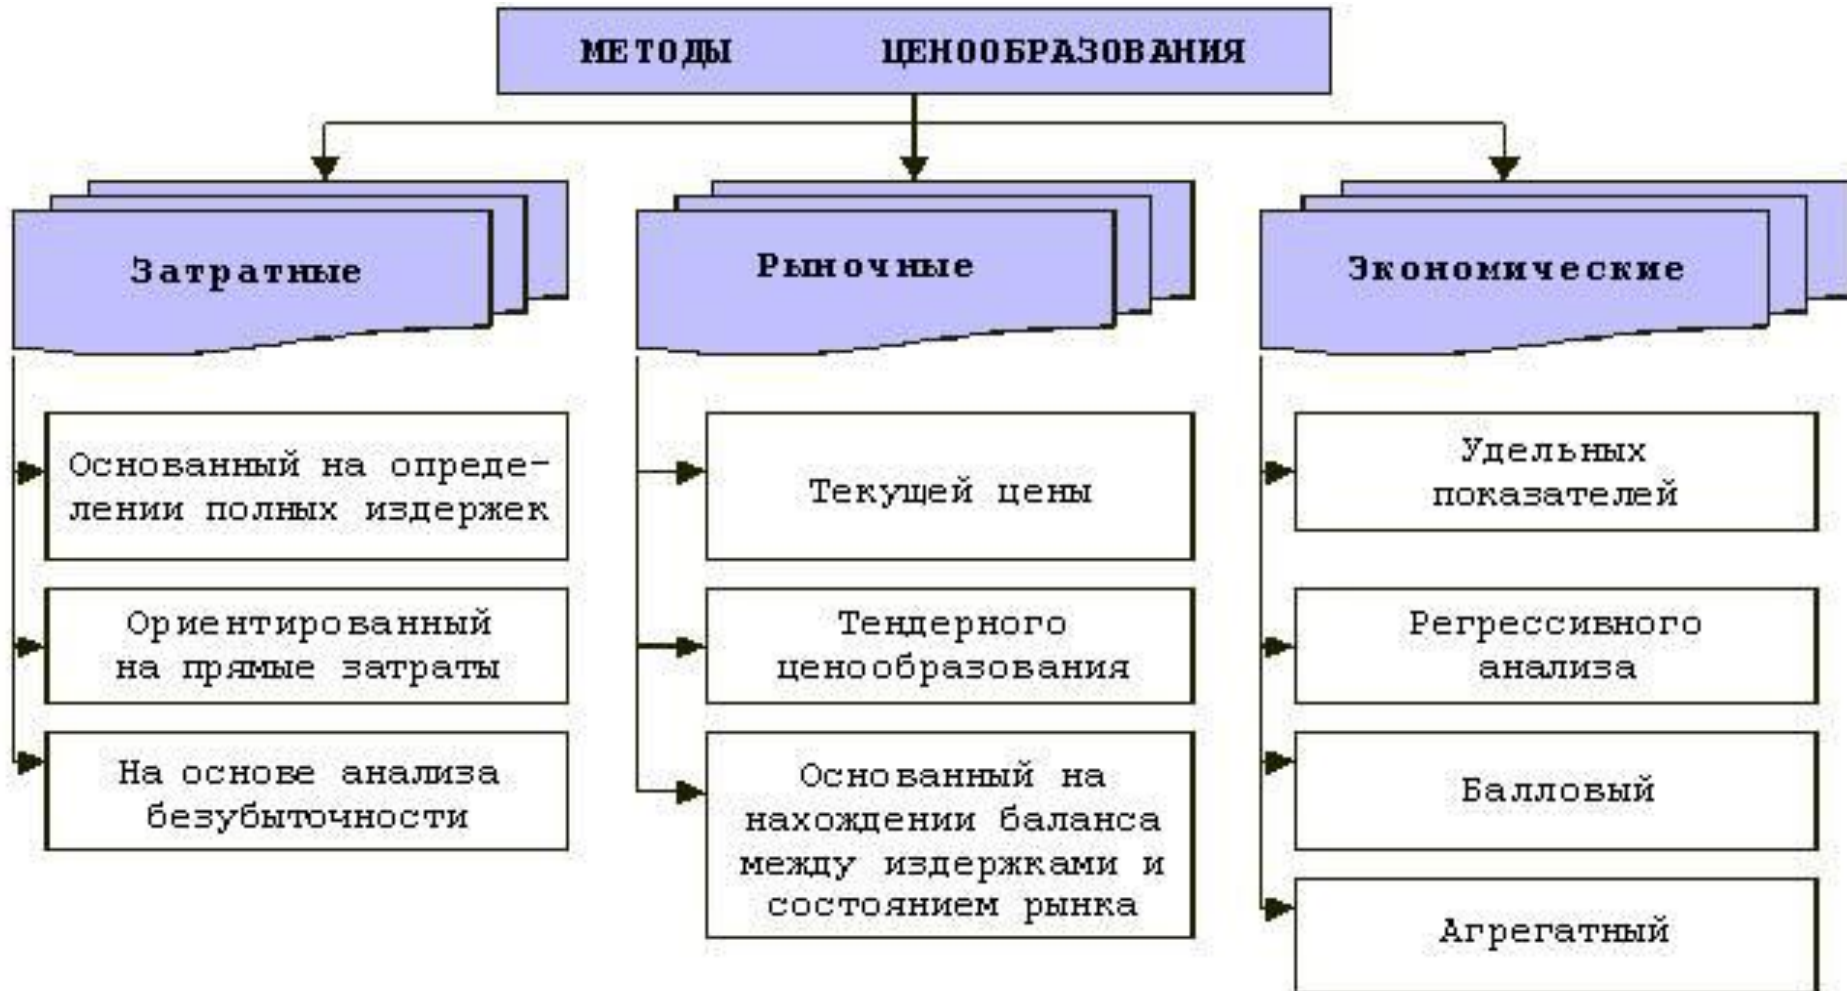 МЕТОДЫ ЦЕНООБРАЗОВАНИЯ
Затратные
Основанный на опреде-
лении полных издержек
Ориентированный
на прямые затраты
На основе анализа
безубыточности
Рыночные
Текущей цены
Тендерного
ценообразования
Основанный на
нахождении баланса
между издержками и
состоянием рынка
Экономические
Удельных
показателей
Регрессивного
анализа
Балловый
Агрегатный